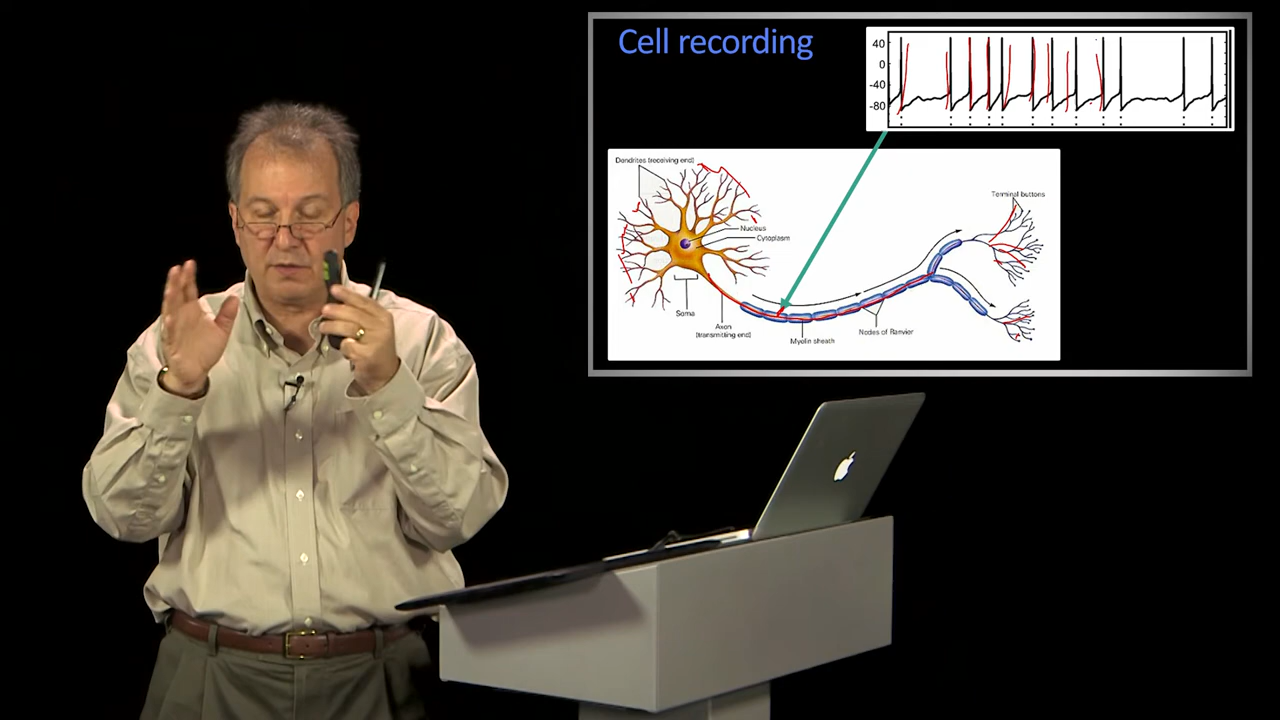 Cell recording
40
0
-40
-80
Dendrites (receiving end)
Terminal buttons
Nucleus
Cytoplasm
Soma
Axon
(transmitting end)
Nodes of Ranvier
Myelin sheath